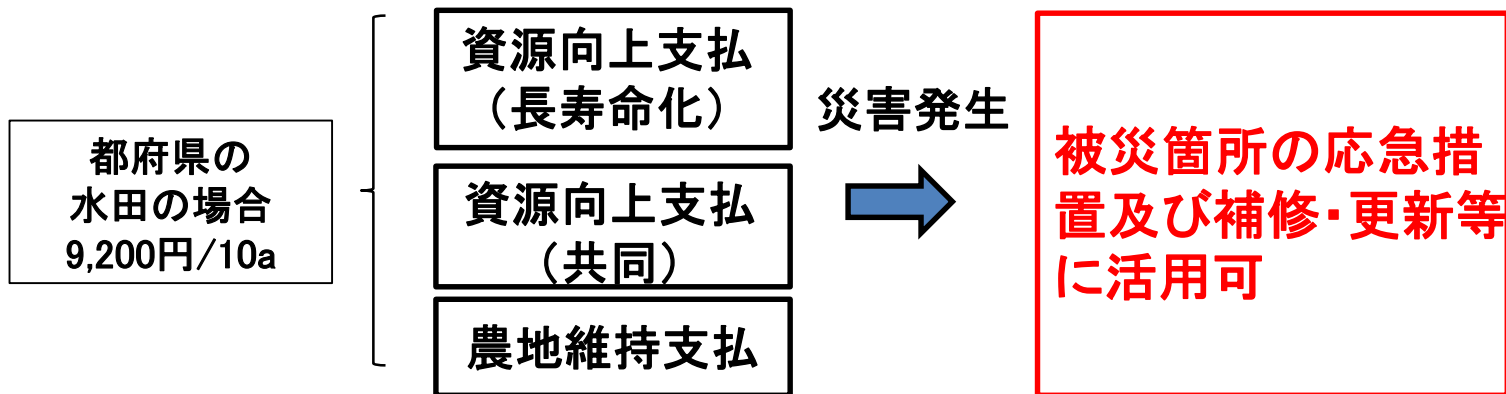 都府県の
水田の場合
9,200円/10a
資源向上支払
（長寿命化）
資源向上支払
（共同）
農地維持支払
災害発生
被災箇所の応急措
置及び補修・更新等
に活用可